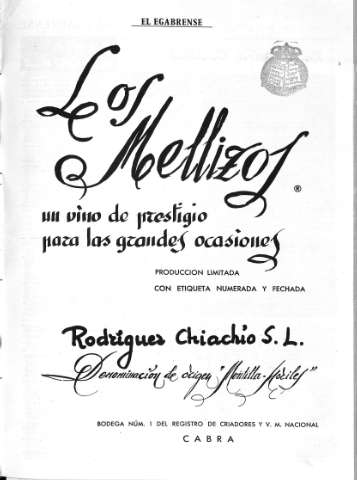 EL EGABRENSE
Los
Mellizos
®
un vino de prestigio
para las grandes ocasiones
PRODUCCION LIMITADA
CON ETIQUETA NUMERADA Y FECHADA
Rodríguez Chiachio S. L.
Denominación de origen "Montilla-Moriles"
BODEGA NÚM. 1 DEL REGISTRO DE CRIADORES Y V. M. NACIONAL
CABRA